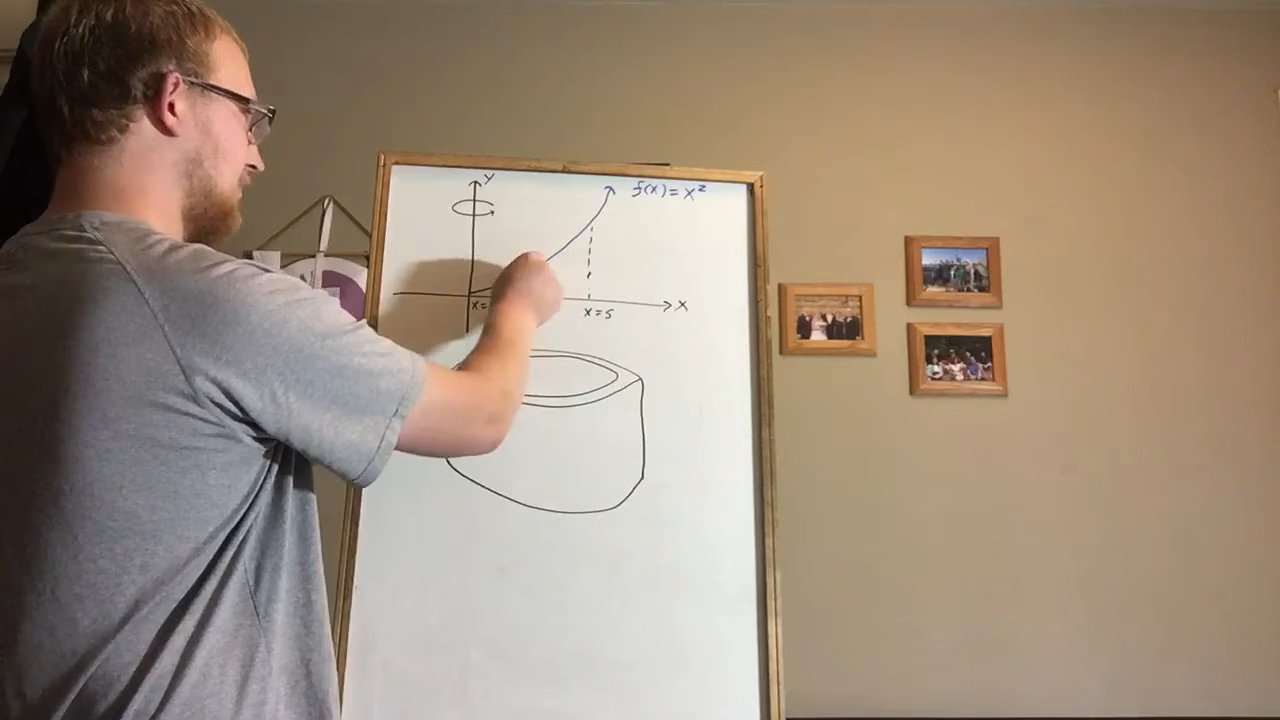 y
f(x) = x²
x =
x = 5
x